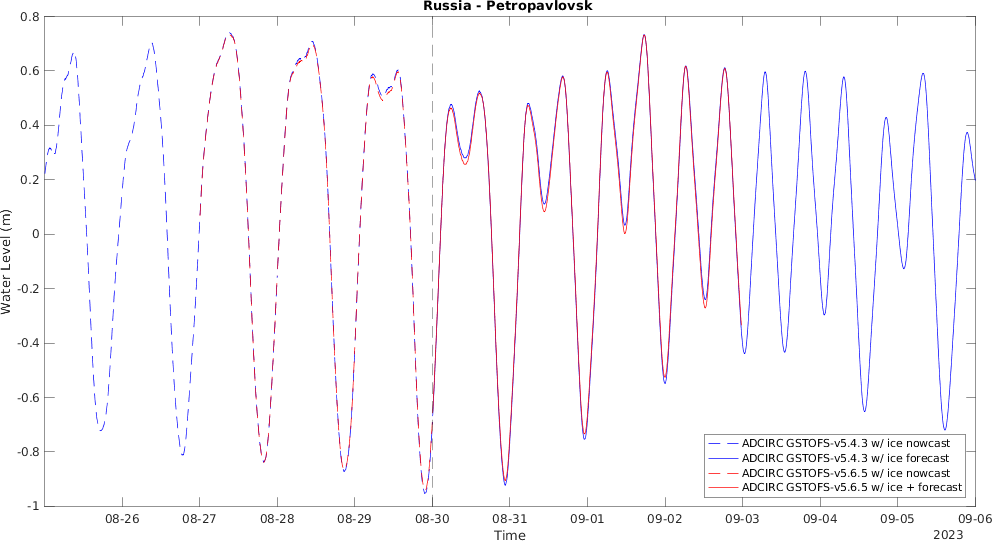 Russia - Petropavlovsk
0.8
0.6
0.4
0.2
0
-0.2
-0.4
-0.6
-0.8
-1
Water Level (m)
ADCIRC GSTOFS-v5.4.3 w/ ice nowcast
ADCIRC GSTOFS-v5.4.3 w/ ice forecast
ADCIRC GSTOFS-v5.6.5 w/ ice nowcast
ADCIRC GSTOFS-v5.6.5 w/ ice + forecast
08-26 08-27 08-28 08-29 08-30 08-31 09-01 09-02 09-03 09-04 09-05 09-06
Time
2023